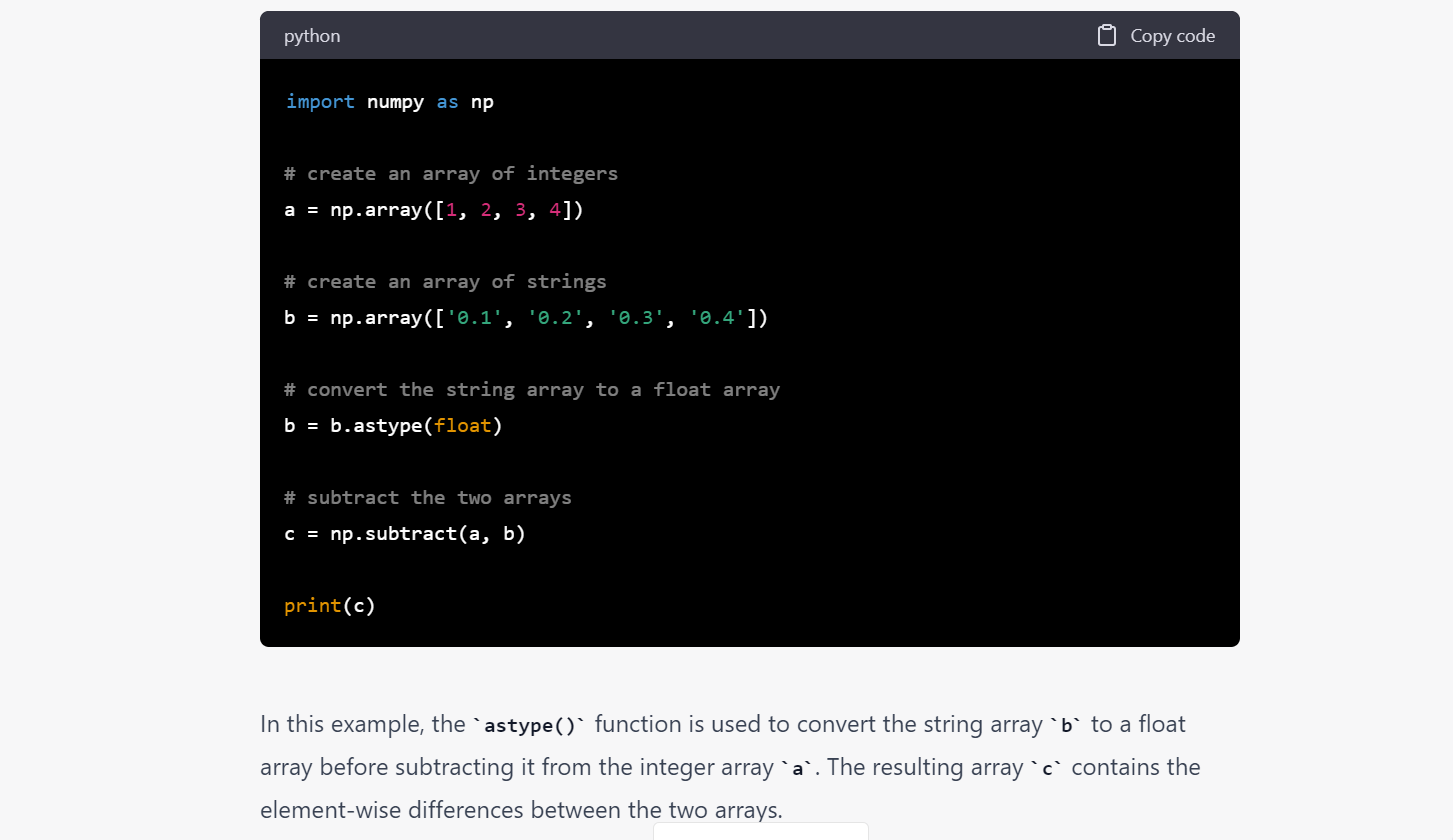 python
Copy code
import numpy as np
# create an array of integers
a = np.array([1, 2, 3, 4])
# create an array of strings
b = np.array(['0.1', '0.2', '0.3', '0.4'])
# convert the string array to a float array
b = b.astype(float)
# subtract the two arrays
c = np.subtract(a, b)
print(c)
In this example, the `astype()` function is used to convert the string array `b` to a float
array before subtracting it from the integer array `a`. The resulting array `c` contains the
element-wise differences between the two arrays.